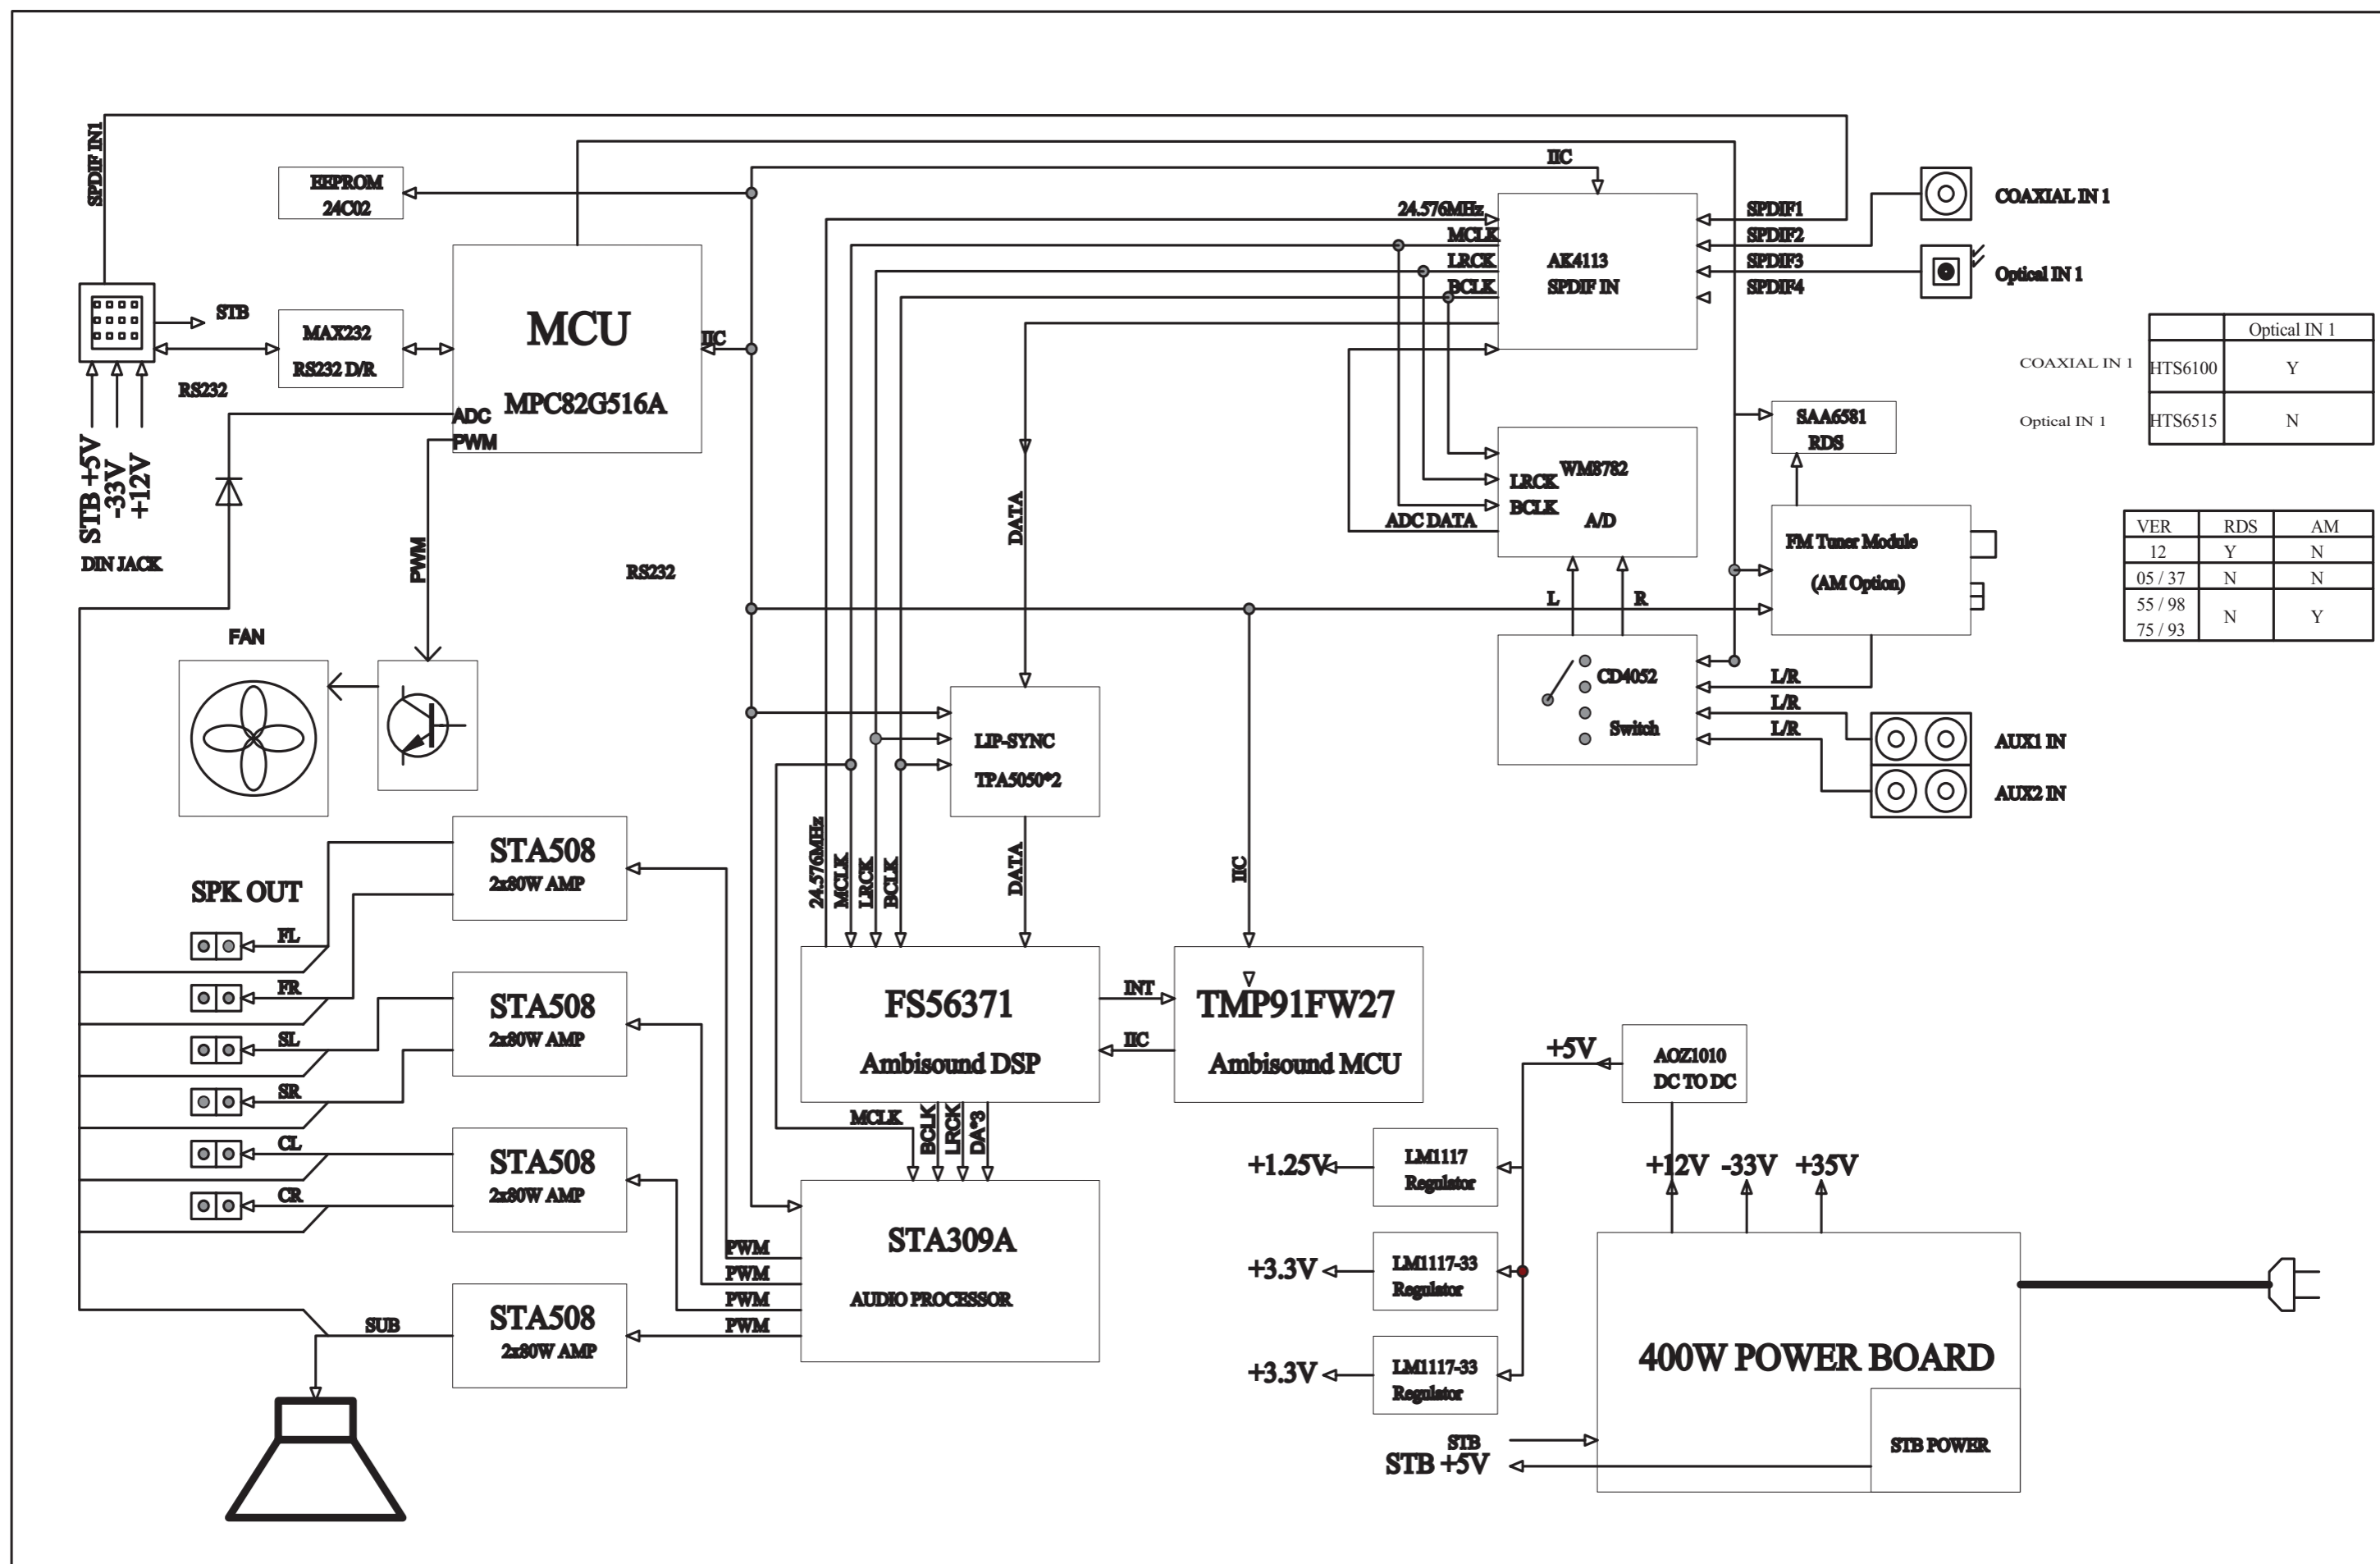 SPDIF IN1
EEPROM
24C02
IIC
24.576MHz
MCLK
LRCK
BCLK
AK4113
SPDIF IN
SPDIF1
SPDIF2
SPDIF3
SPDIF4
COAXIAL IN 1
Optical IN 1
STB
MAX232
RS232 D/R
RS232
MCU
MPC82G516A
IIC
ADC
PWM
STB +5V
-33V
+12V
DIN JACK
PWM
RS232
DATA
ADC DATA
WM8782
LRCK
BCLK
A/D
SAA6581
RDS
COAXIAL IN 1
Optical IN 1
Optical IN 1
HTS6100 Y
HTS6515 N
FM Tuner Module
(AM Option)
VER RDS AM
12 Y N
05 / 37 N N
55 / 98
75 / 93
N Y
L
R
FAN
CD4052
Switch
L/R
L/R
L/R
AUX1 IN
AUX2 IN
LIP-SYNC
TPA5050*2
24.576MHz
MCLK
LRCK
BCLK
DATA
IIC
SPK OUT
FL
FR
SL
SR
CL
CR
SUB
STA508
2x80W AMP
STA508
2x80W AMP
STA508
2x80W AMP
STA508
2x80W AMP
FS56371
Ambisound DSP
INT
IIC
TMP91FW27
Ambisound MCU
MCLK
BCLK
LRCK
DA*3
STA309A
AUDIO PROCESSOR
PWM
PWM
PWM
PWM
+5V
AOZ1010
DC TO DC
+1.25V
LM1117
Regulator
+3.3V
LM1117-33
Regulator
+3.3V
LM1117-33
Regulator
+12V -33V +35V
400W POWER BOARD
STB
STB +5V
STB POWER